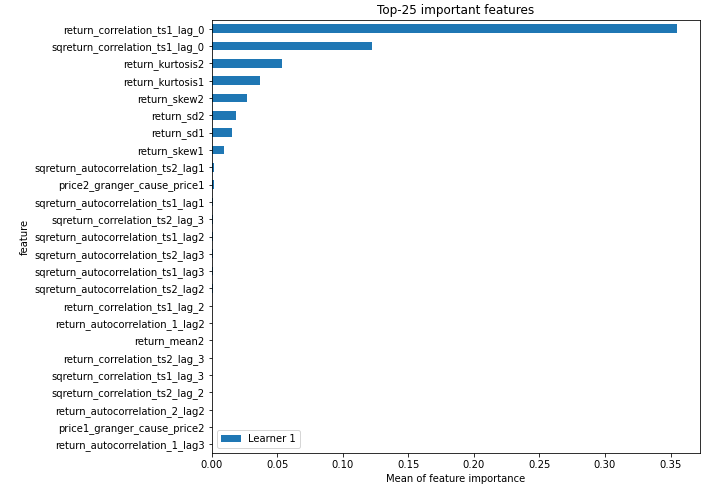 Top-25 important features
return_correlation_ts1_lag_0
sqreturn_correlation_ts1_lag_0
return_kurtosis2
return_kurtosis1
return_skew2
return_sd2
return_sd1
return_skew1
sqreturn_autocorrelation_ts2_lag1
price2_granger_cause_price1
sqreturn_autocorrelation_ts1_lag1
sqreturn_correlation_ts2_lag_3
sqreturn_autocorrelation_ts1_lag2
sqreturn_autocorrelation_ts2_lag3
sqreturn_autocorrelation_ts1_lag3
sqreturn_autocorrelation_ts2_lag2
return_correlation_ts1_lag_2
return_autocorrelation_1_lag2
return_mean2
return_correlation_ts2_lag_3
sqreturn_correlation_ts1_lag_3
sqreturn_correlation_ts2_lag_2
return_autocorrelation_2_lag2
price1_granger_cause_price2
return_autocorrelation_1_lag3
feature
Learner 1
0.00 0.05 0.10 0.15 0.20 0.25 0.30 0.35
Mean of feature importance